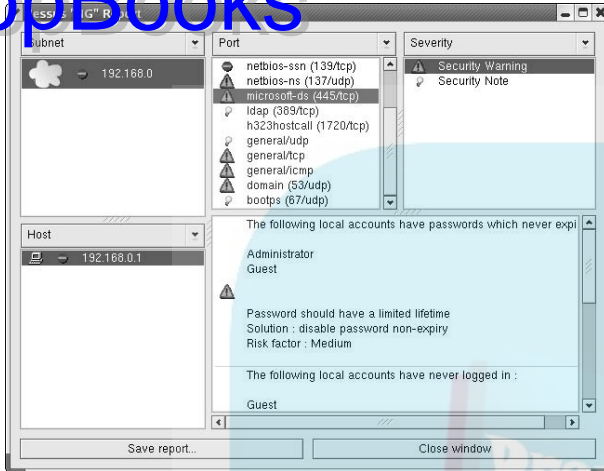 opBooks
Nessus "NG" Report
Subnet
192.168.0
Port
netbios-ssn (139/tcp)
netbios-ns (137/udp)
microsoft-ds (445/tcp)
ldap (389/tcp)
h323hostcall (1720/tcp)
general/udp
general/tcp
general/icmp
domain (53/udp)
bootps (67/udp)
Severity
Security Warning
Security Note
Host
192.168.0.1
The following local accounts have passwords which never expi
Administrator
Guest
Password should have a limited lifetime
Solution : disable password non-expiry
Risk factor : Medium
The following local accounts have never logged in :
Guest
Save report...
Close window